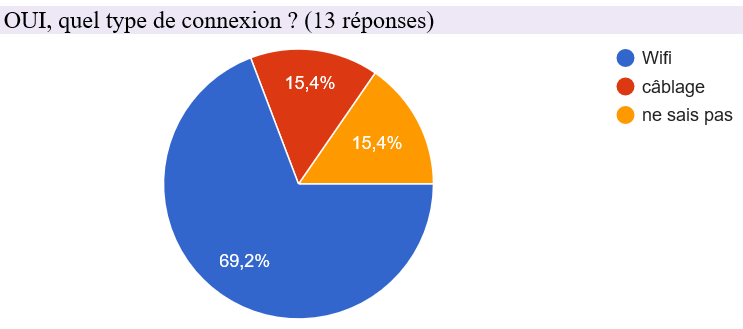 OUI, quel type de connexion ? (13 réponses)
Wifi
câblage
ne sais pas
15,4%
15,4%
69,2%